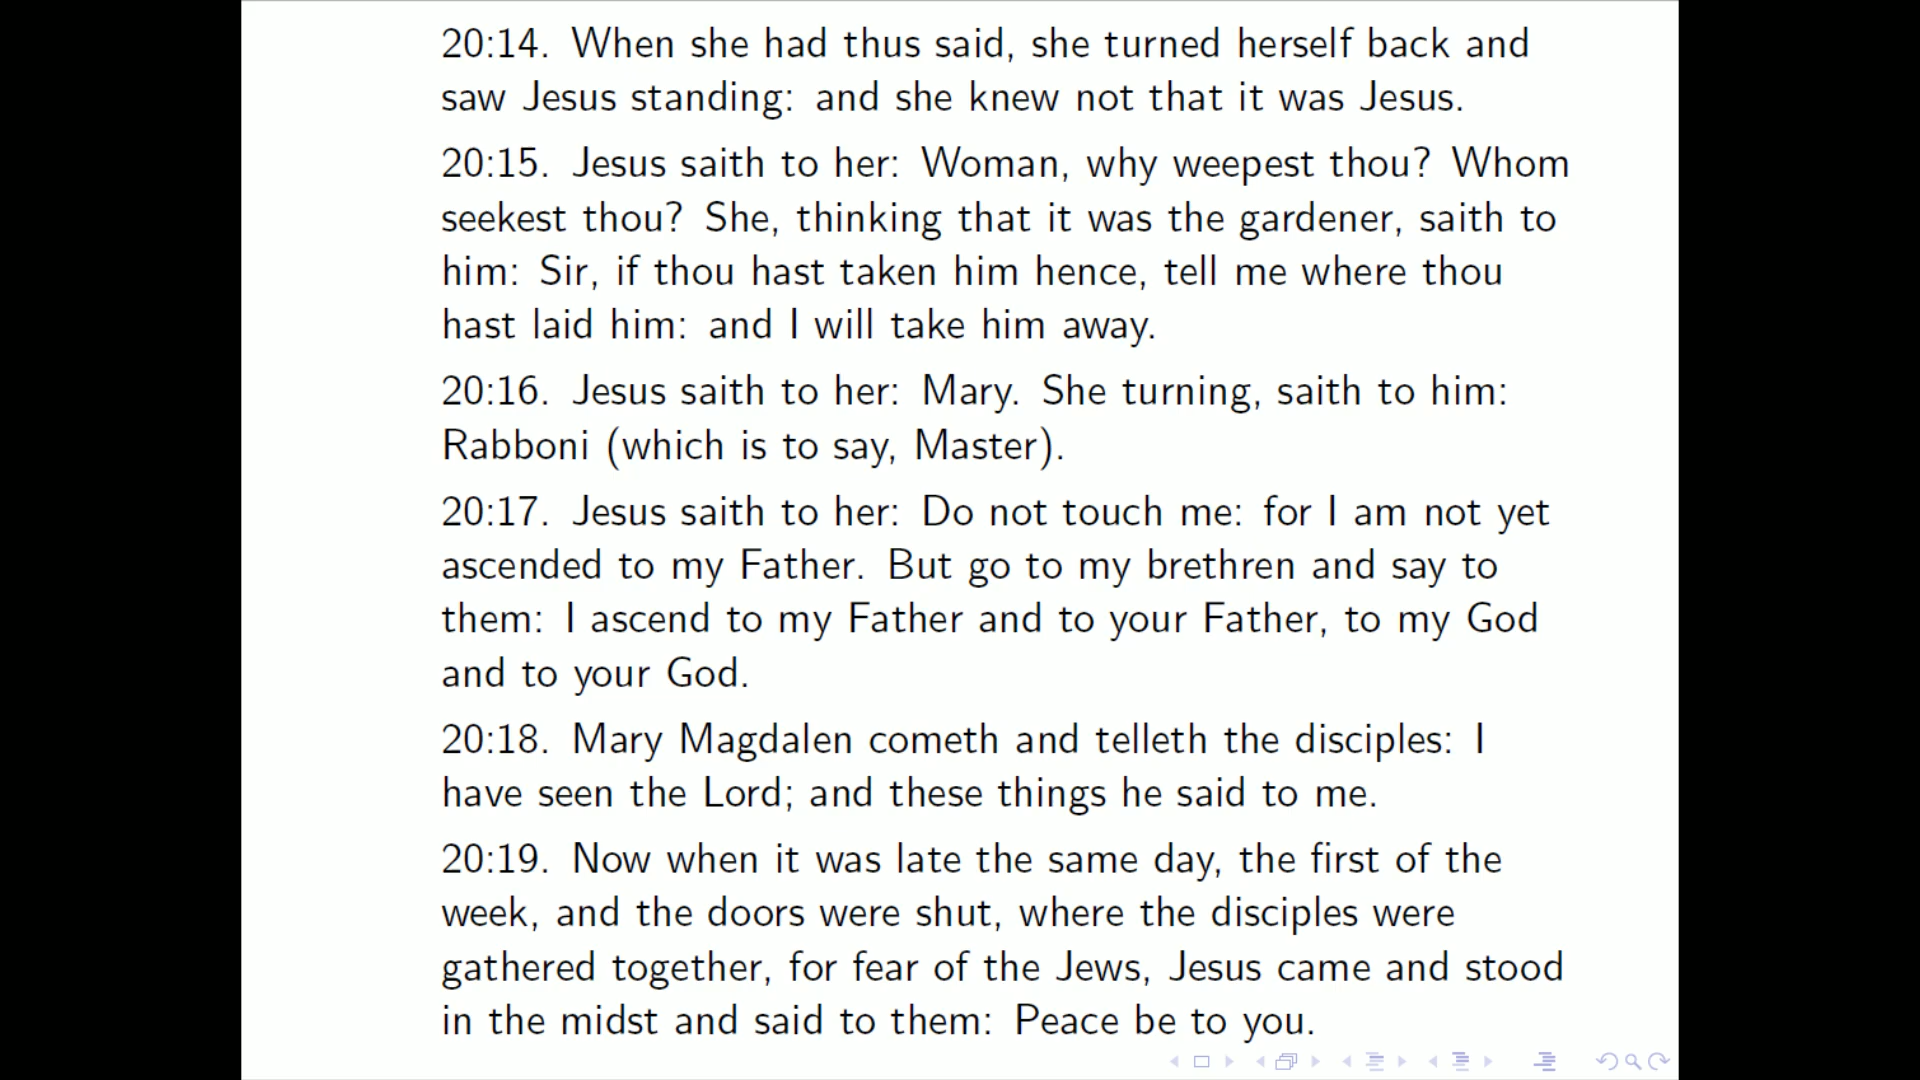 20:14. When she had thus said, she turned herself back and
saw Jesus standing: and she knew not that it was Jesus.
20:15. Jesus saith to her: Woman, why weepest thou? Whom
seekest thou? She, thinking that it was the gardener, saith to
him: Sir, if thou hast taken him hence, tell me where thou
hast laid him: and I will take him away.
20:16. Jesus saith to her: Mary. She turning, saith to him:
Rabboni (which is to say, Master).
20:17. Jesus saith to her: Do not touch me: for I am not yet
ascended to my Father. But go to my brethren and say to
them: I ascend to my Father and to your Father, to my God
and to your God.
20:18. Mary Magdalen cometh and telleth the disciples: I
have seen the Lord; and these things he said to me.
20:19. Now when it was late the same day, the first of the
week, and the doors were shut, where the disciples were
gathered together, for fear of the Jews, Jesus came and stood
in the midst and said to them: Peace be to you.